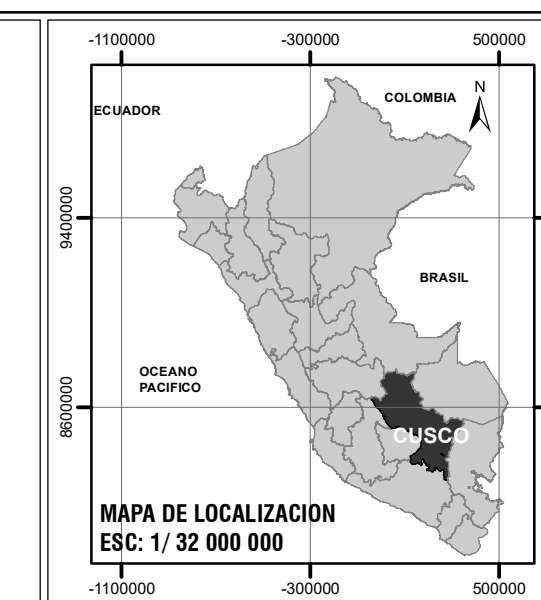 -1100000
-300000
500000
ECUADOR
COLOMBIA
N
9400000
BRASIL
OCEANO
PACIFICO
8600000
CUSCO
MAPA DE LOCALIZACION
ESC: 1/ 32 000 000
-1100000
-300000
500000